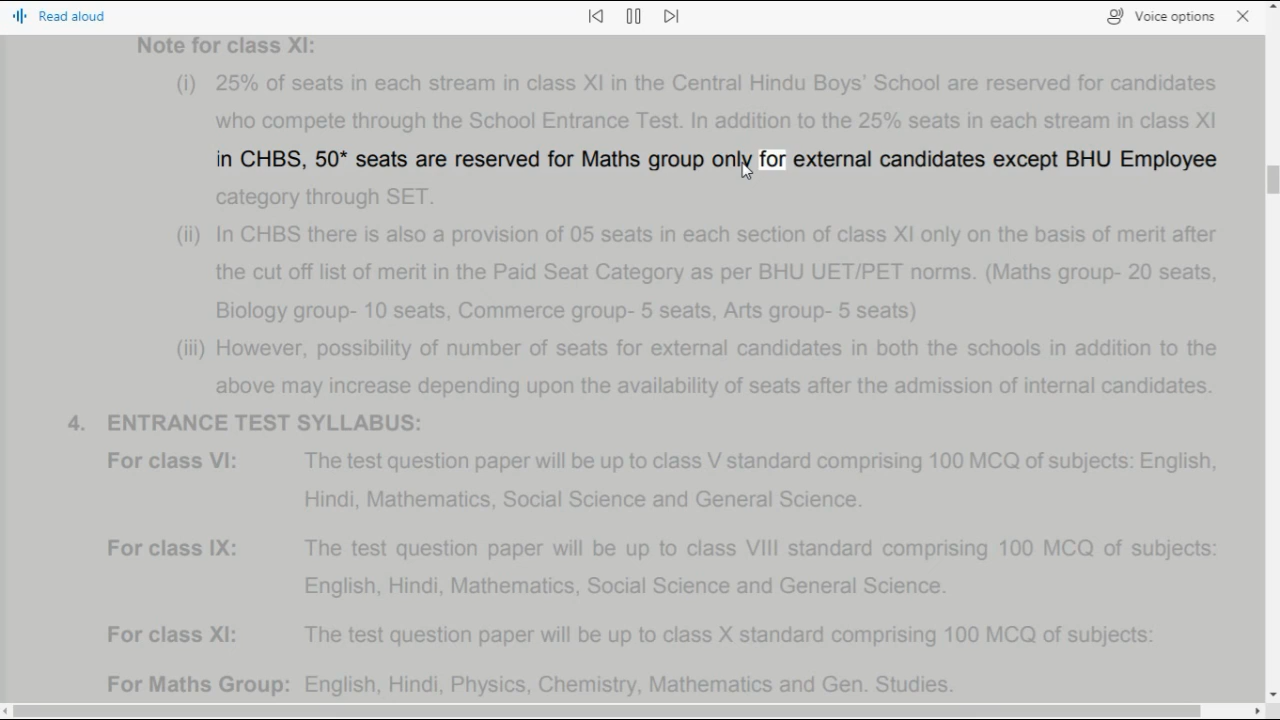 Read aloud
Voice options
Note for class XI:
(i) 25% of seats in each stream in class XI in the Central Hindu Boys' School are reserved for candidates
who compete through the School Entrance Test. In addition to the 25% seats in each stream in class XI
in CHBS, 50* seats are reserved for Maths group only for external candidates except BHU Employee
category through SET.
(ii) In CHBS there is also a provision of 05 seats in each section of class XI only on the basis of merit after
the cut off list of merit in the Paid Seat Category as per BHU UET/PET norms. (Maths group- 20 seats,
Biology group- 10 seats, Commerce group- 5 seats, Arts group- 5 seats)
(iii) However, possibility of number of seats for external candidates in both the schools in addition to the
above may increase depending upon the availability of seats after the admission of internal candidates.
4. ENTRANCE TEST SYLLABUS:
For class VI: The test question paper will be up to class V standard comprising 100 MCQ of subjects: English,
Hindi, Mathematics, Social Science and General Science.
For class IX: The test question paper will be up to class VIII standard comprising 100 MCQ of subjects:
English, Hindi, Mathematics, Social Science and General Science.
For class XI: The test question paper will be up to class X standard comprising 100 MCQ of subjects:
For Maths Group: English, Hindi, Physics, Chemistry, Mathematics and Gen. Studies.